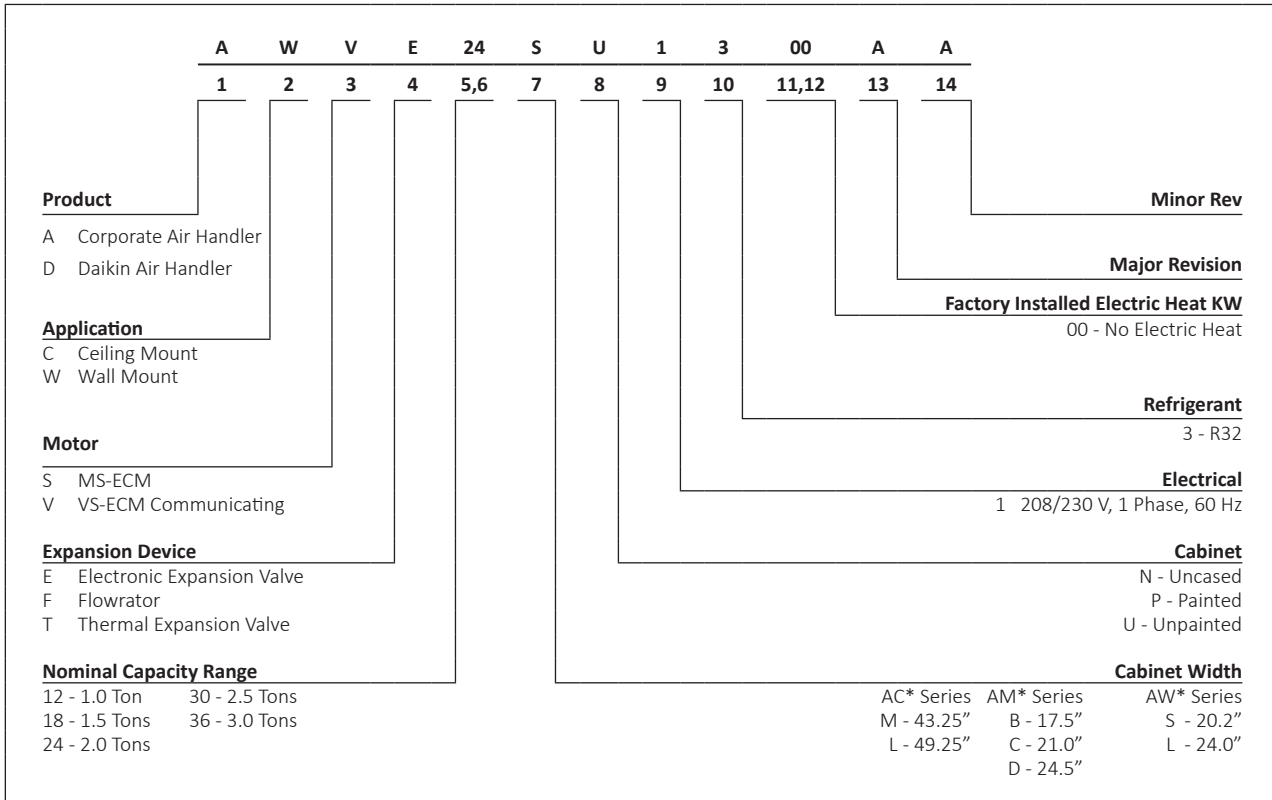 A W V E 24 S U 1 3 00 A A
1 2 3 4 5,6 7 8 9 10 11,12 13 14
Product
A Corporate Air Handler
D Daikin Air Handler
Application
C Ceiling Mount
W Wall Mount
Motor
S MS-ECM
V VS-ECM Communicating
Expansion Device
E Electronic Expansion Valve
F Flowrator
T Thermal Expansion Valve
Nominal Capacity Range
12 - 1.0 Ton 30 - 2.5 Tons
18 - 1.5 Tons 36 - 3.0 Tons
24 - 2.0 Tons
Minor Rev
Major Revision
Factory Installed Electric Heat KW
00 - No Electric Heat
Refrigerant
3 - R32
Electrical
1 208/230 V, 1 Phase, 60 Hz
Cabinet
N - Uncased
P - Painted
U - Unpainted
Cabinet Width
AC* Series AM* Series AW* Series
M - 43.25” B - 17.5” S - 20.2”
L - 49.25” C - 21.0” L - 24.0”
D - 24.5”